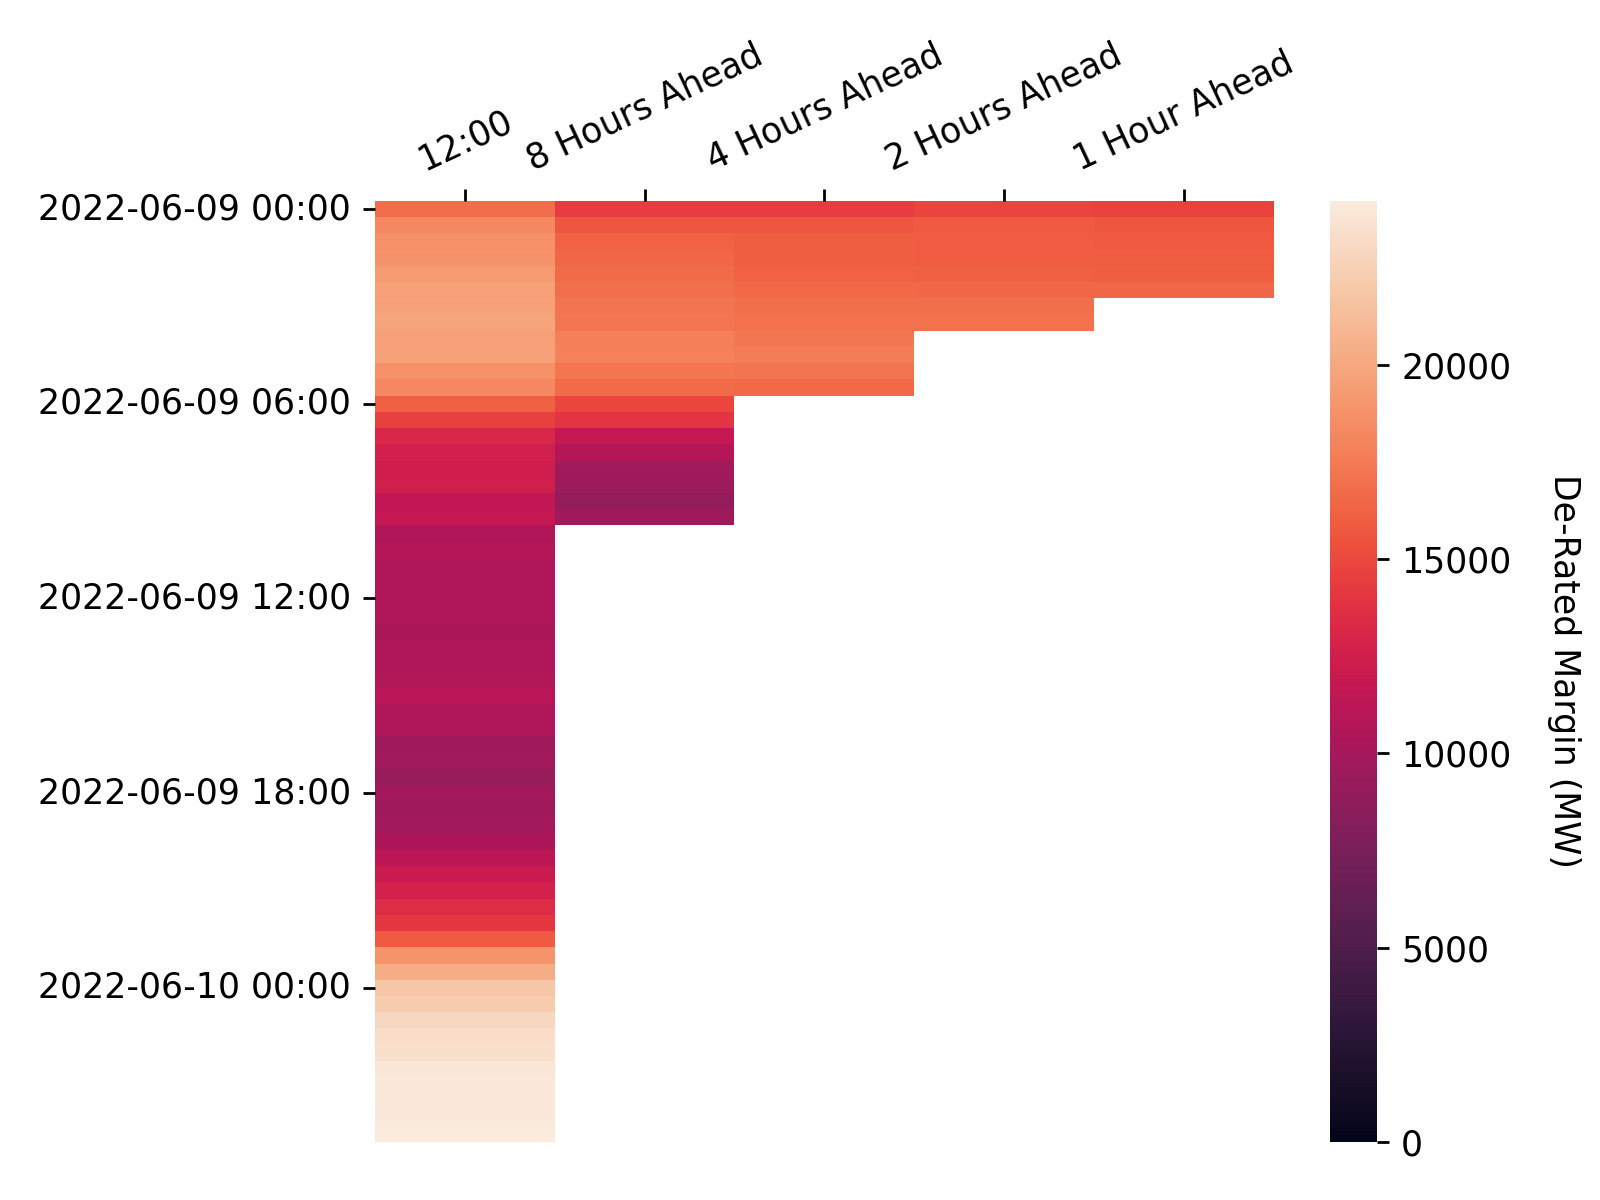 12:00
8 Hours Ahead
4 Hours Ahead
2 Hours Ahead
1 Hour Ahead
2022-06-09 00:00
2022-06-09 06:00
2022-06-09 12:00
2022-06-09 18:00
2022-06-10 00:00
20000
15000
10000
5000
0
De-Rated Margin (MW)